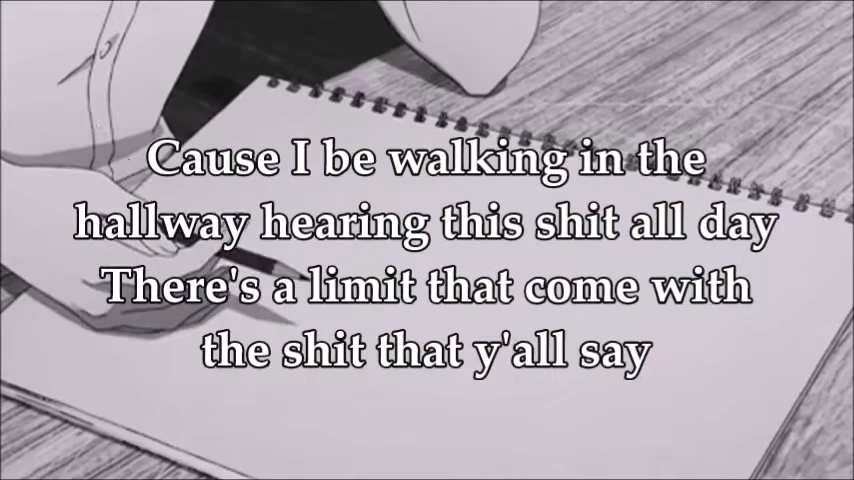 Cause I be walking in the
hallway hearing this shit all day
There's a limit that come with
the shit that y'all say